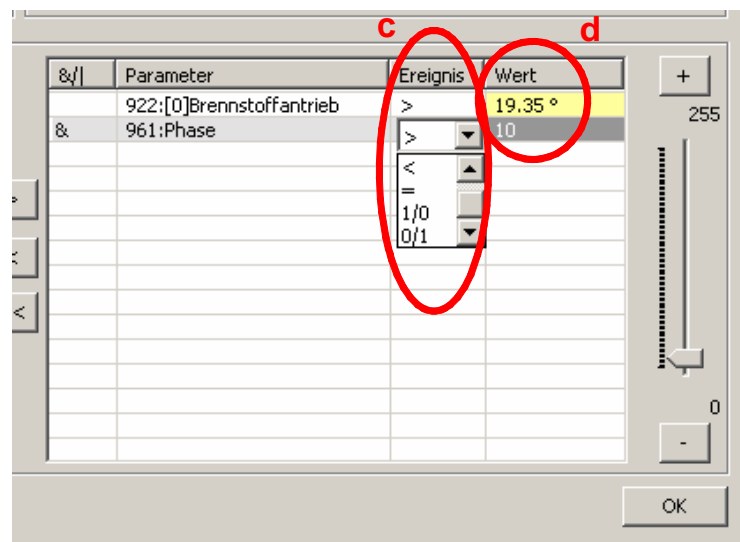 c d
&/| Parameter Ereignis Wert +
922:[0]Brennstoffantrieb > 19.35 °
255
& 961:Phase > 10
<
=
1/0
0/1
<
0
-
OK